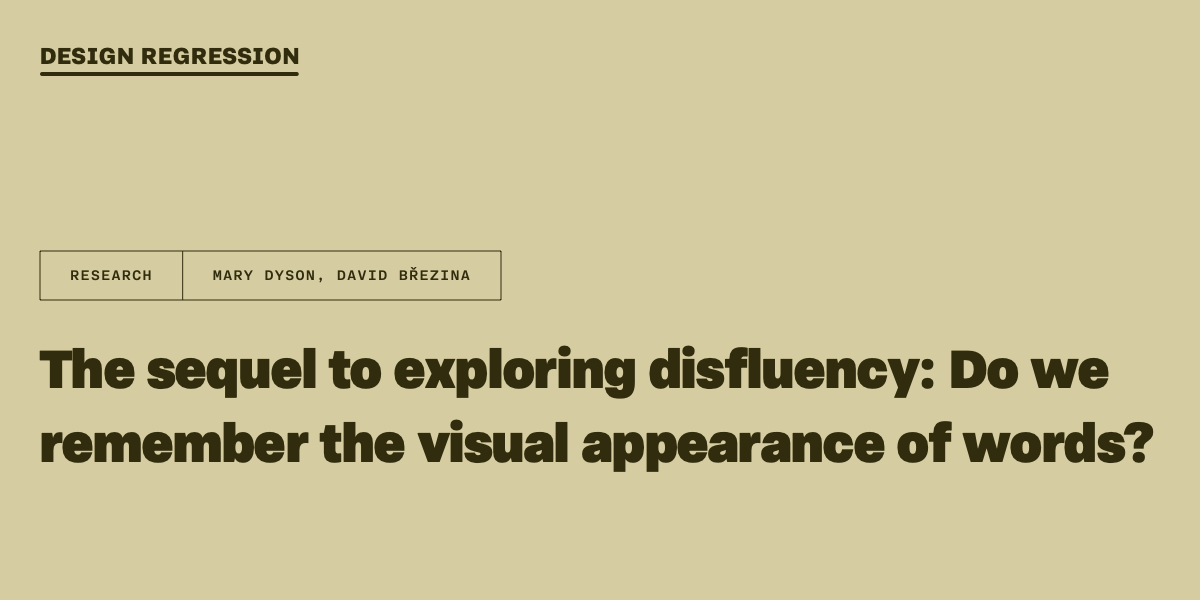 DESIGN REGRESSION
RESEARCH
MARY DYSON, DAVID BŘEZINA
The sequel to exploring disfluency: Do we
remember the visual appearance of words?